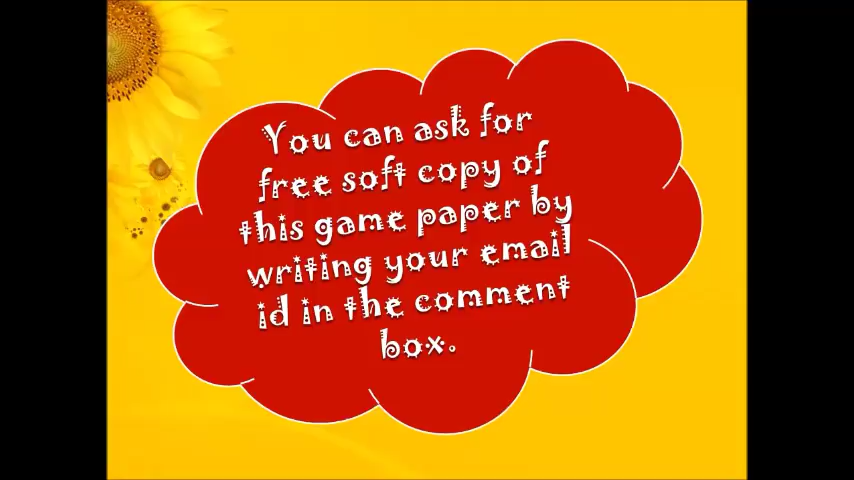 You can ask for
free soft copy of
this game paper by
writing your email
id in the comment
box.